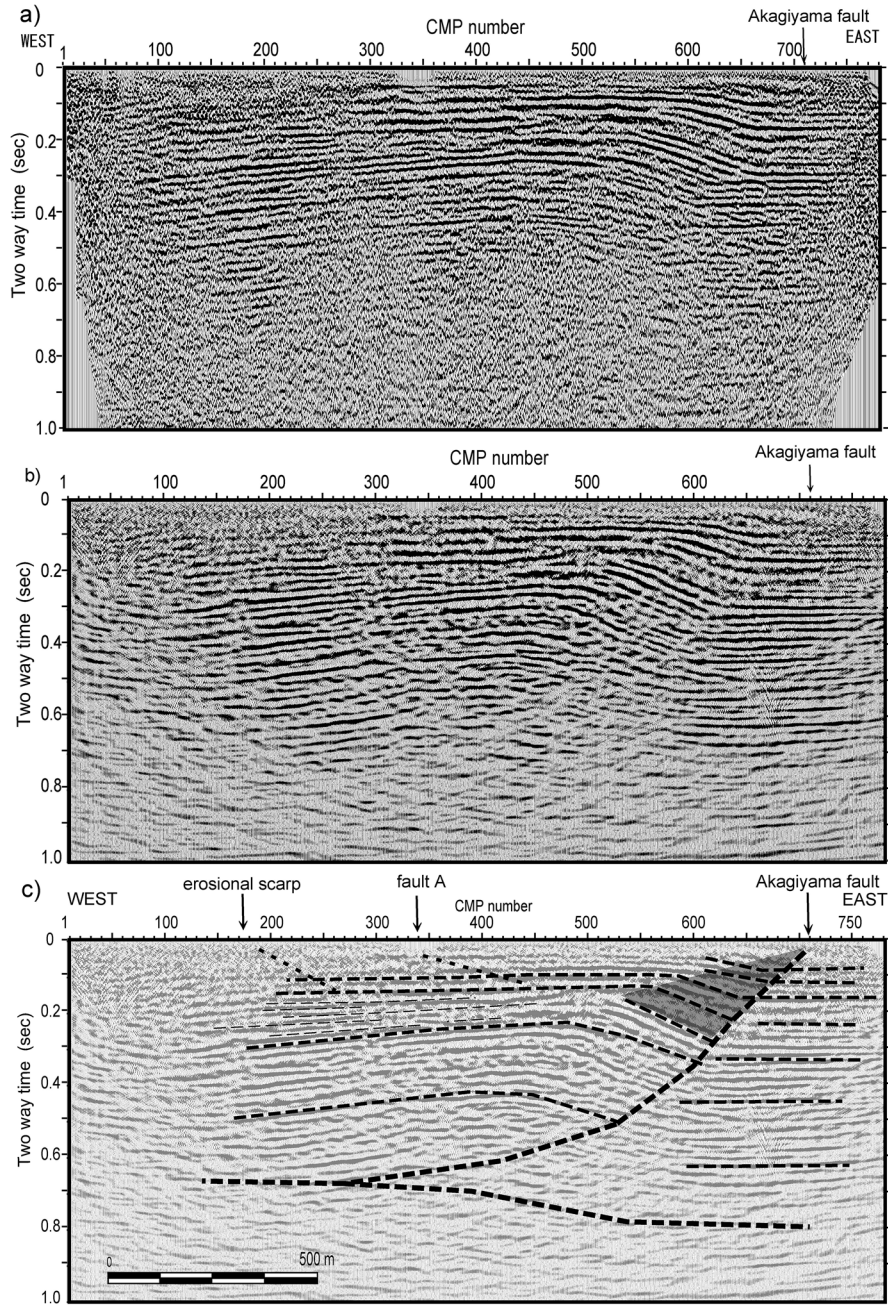 a)
Akagiyama fault
WEST CMP number EAST
1 100 200 300 400 500 600 700
0
0.2
0.4
0.6
0.8
1.0
Two way time (sec)
b)
Akagiyama fault
CMP number
1 100 200 300 400 500 600
0
0.2
0.4
0.6
0.8
1.0
Two way time (sec)
c)
erosional scarp fault A Akagiyama fault
WEST CMP number EAST
1 100 200 300 400 500 600 750
0
0.2
0.4
0.6
0.8
1.0
Two way time (sec)
0 500 m